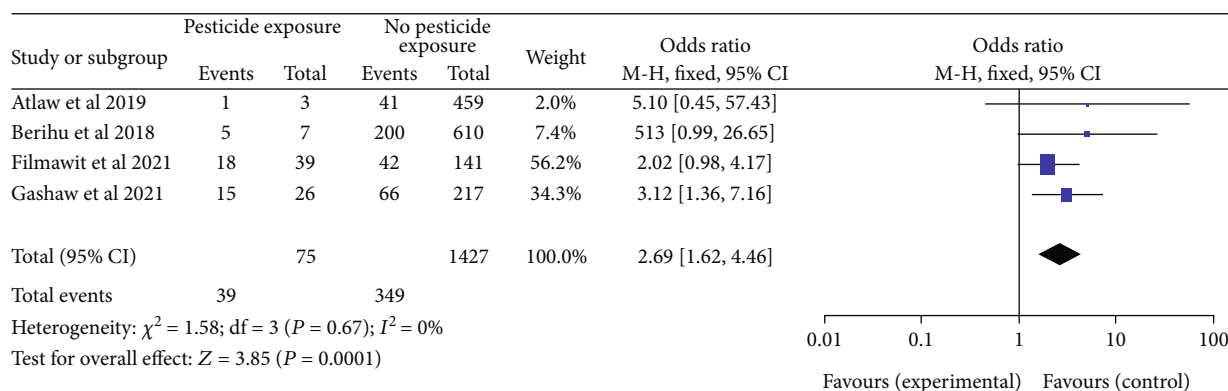 Study or subgroup Pesticide exposure No pesticide exposure Weight Odds ratio M-H, fixed, 95% CI Odds ratio M-H, fixed, 95% CI
Events Total Events Total
Atlaw et al 2019 1 3 41 459 2.0% 5.10 [0.45, 57.43]
Berihu et al 2018 5 7 200 610 7.4% 513 [0.99, 26.65]
Filmawit et al 2021 18 39 42 141 56.2% 2.02 [0.98, 4.17]
Gashaw et al 2021 15 26 66 217 34.3% 3.12 [1.36, 7.16]
Total (95% CI) 75 1427 100.0% 2.69 [1.62, 4.46]
Total events 39 349
Heterogeneity: χ² = 1.58; df = 3 (P = 0.67); I² = 0%
Test for overall effect: Z = 3.85 (P = 0.0001)
0.01 0.1 1 10 100
Favours (experimental) Favours (control)